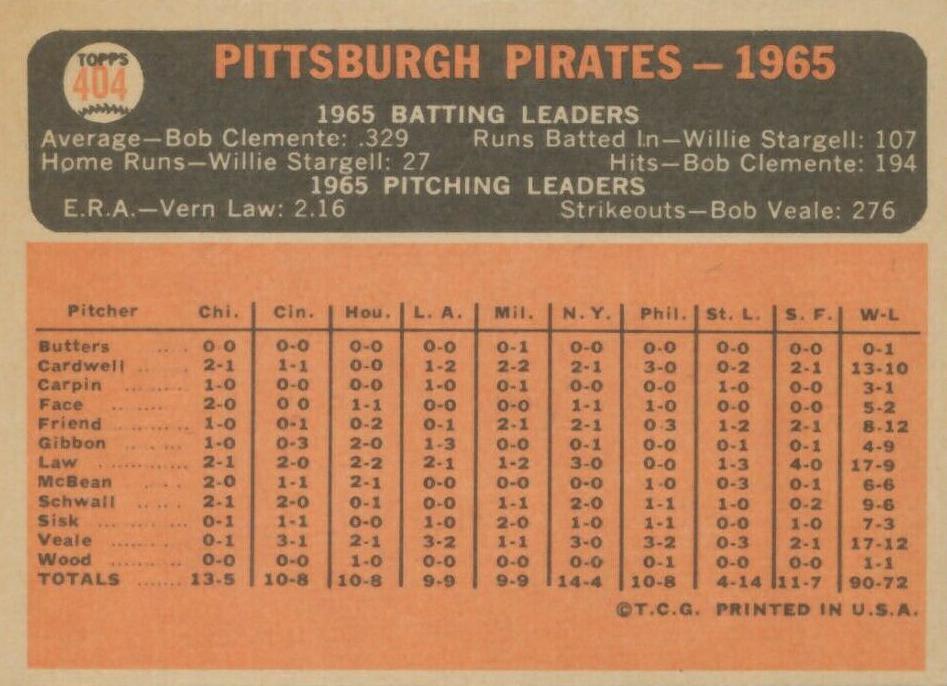 TOPPS
404
PITTSBURGH PIRATES – 1965
1965 BATTING LEADERS
Average—Bob Clemente: .329 Runs Batted In—Willie Stargell: 107
Home Runs—Willie Stargell: 27 Hits—Bob Clemente: 194
1965 PITCHING LEADERS
E.R.A.—Vern Law: 2.16 Strikeouts—Bob Veale: 276
Pitcher Chi. Cin. Hou. L. A. Mil. N. Y. Phil. St. L. S. F. W-L
Butters ..... 0-0 0-0 0-0 0-0 0-1 0-0 0-0 0-0 0-0 0-1
Cardwell ..... 2-1 1-1 0-0 1-2 2-2 2-1 3-0 0-2 2-1 13-10
Carpin ......... 1-0 0-0 0-0 1-0 0-1 0-0 0-0 1-0 0-0 3-1
Face ......... 2-0 0 0 1-1 0-0 0-0 1-1 1-0 0-0 0-0 5-2
Friend ......... 1-0 0-1 0-2 0-1 2-1 2-1 0-3 1-2 2-1 8-12
Gibbon ......... 1-0 0-3 2-0 1-3 0-0 0-1 0-0 0-1 0-1 4-9
Law ............ 2-1 2-0 2-2 2-1 1-2 3-0 0-0 1-3 4-0 17-9
McBean ....... 2-0 1-1 2-1 0-0 0-0 0-0 1-0 0-3 0-1 6-6
Schwall ...... 2-1 2-0 0-1 0-0 1-1 2-0 1-1 1-0 0-2 9-6
Sisk ............ 0-1 1-1 0-0 1-0 2-0 1-0 1-1 0-0 1-0 7-3
Veale .......... 0-1 3-1 2-1 3-2 1-1 3-0 3-2 0-3 2-1 17-12
Wood ......... 0-0 0-0 1-0 0-0 0-0 0-0 0-1 0-0 0-0 1-1
TOTALS ...... 13-5 10-8 10-8 9-9 9-9 14-4 10-8 4-14 11-7 90-72
©T.C.G. PRINTED IN U.S.A.